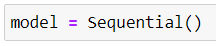 model = Sequential()